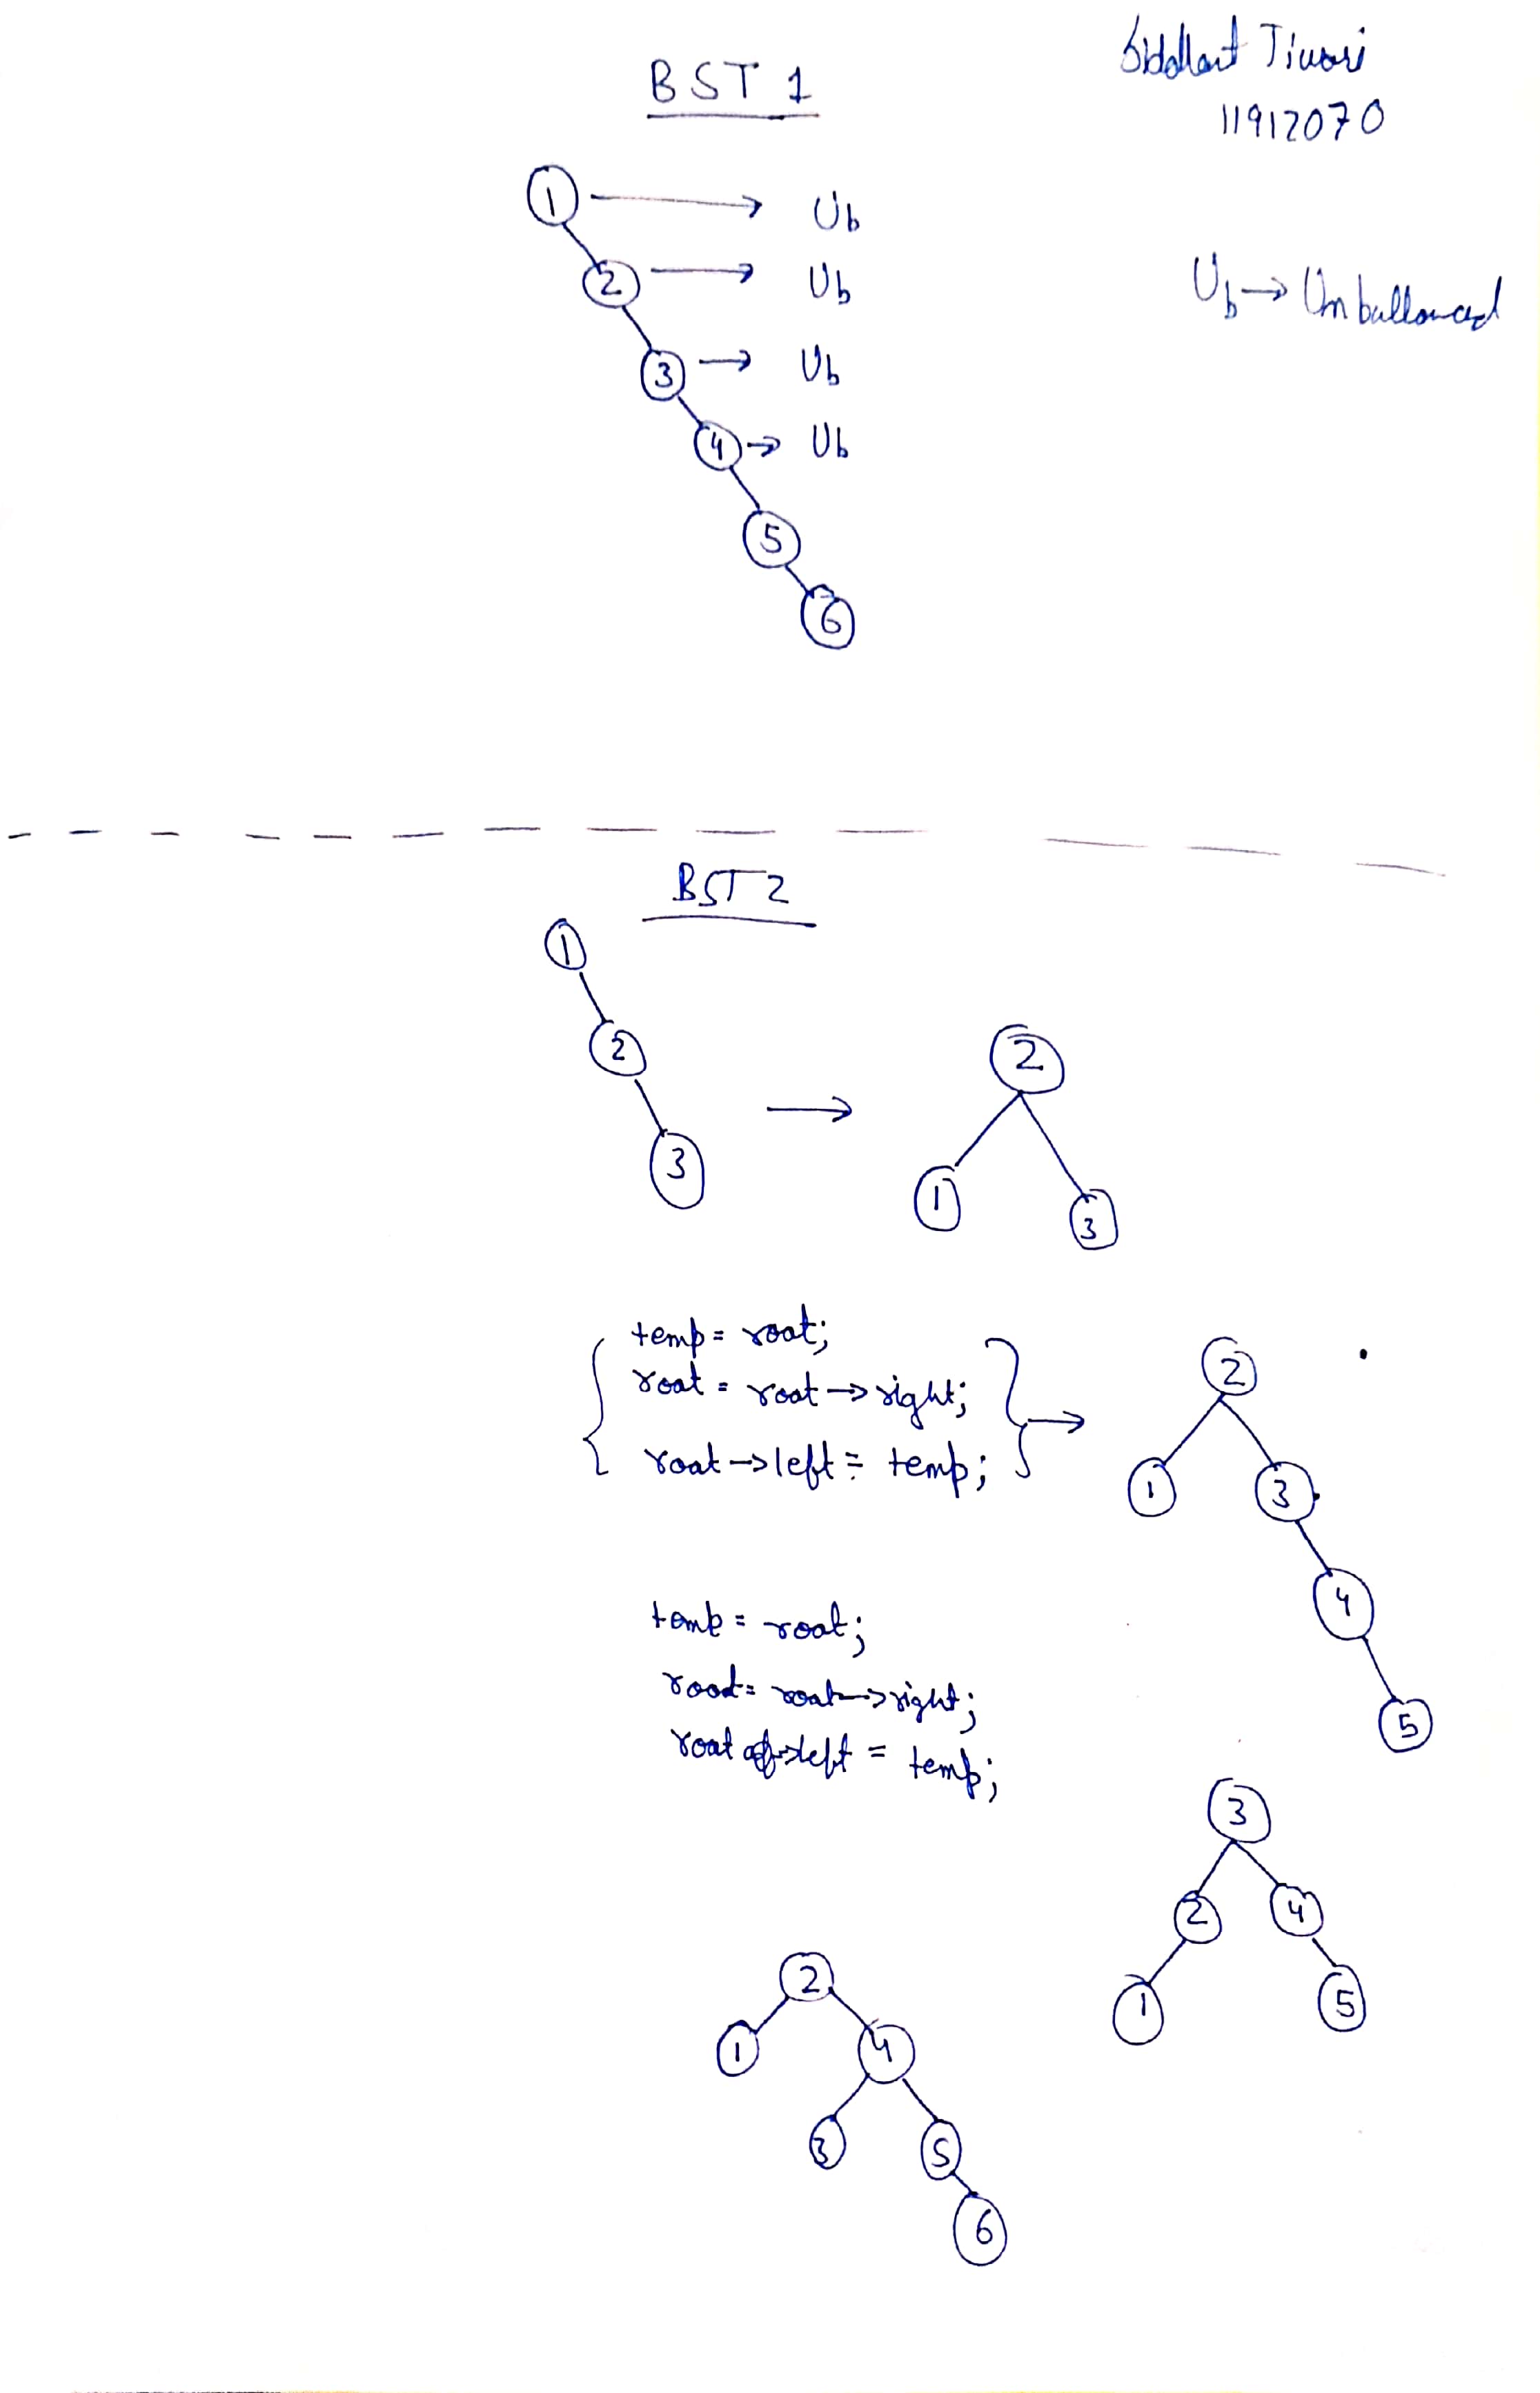 BST 1
Siddhant Tiwari
11912070
1 → Ub
2 → Ub
Ub → Unballanced
3 → Ub
4 → Ub
5
6
BST 2
1
2
3
→
2
1
3
temp = root;
root = root → right;
root → left = temp;
→
2
1
3
4
5
temp = root;
root = root → right;
root → left = temp;
3
2
4
1
5
2
1
4
3
5
6